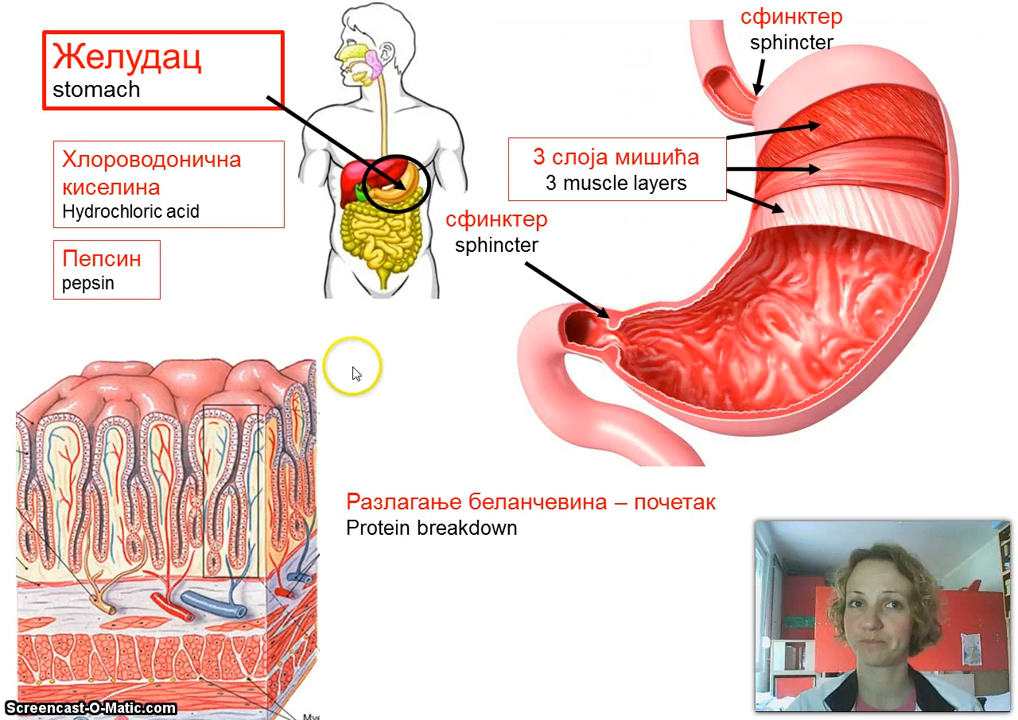 Желудац
stomach
Хлороводонична
киселина
Hydrochloric acid
Пепсин
pepsin
сфинктер
sphincter
3 слоја мишића
3 muscle layers
сфинктер
sphincter
Разлагање беланчевина – почетак
Protein breakdown
Screencast-O-Matic.com